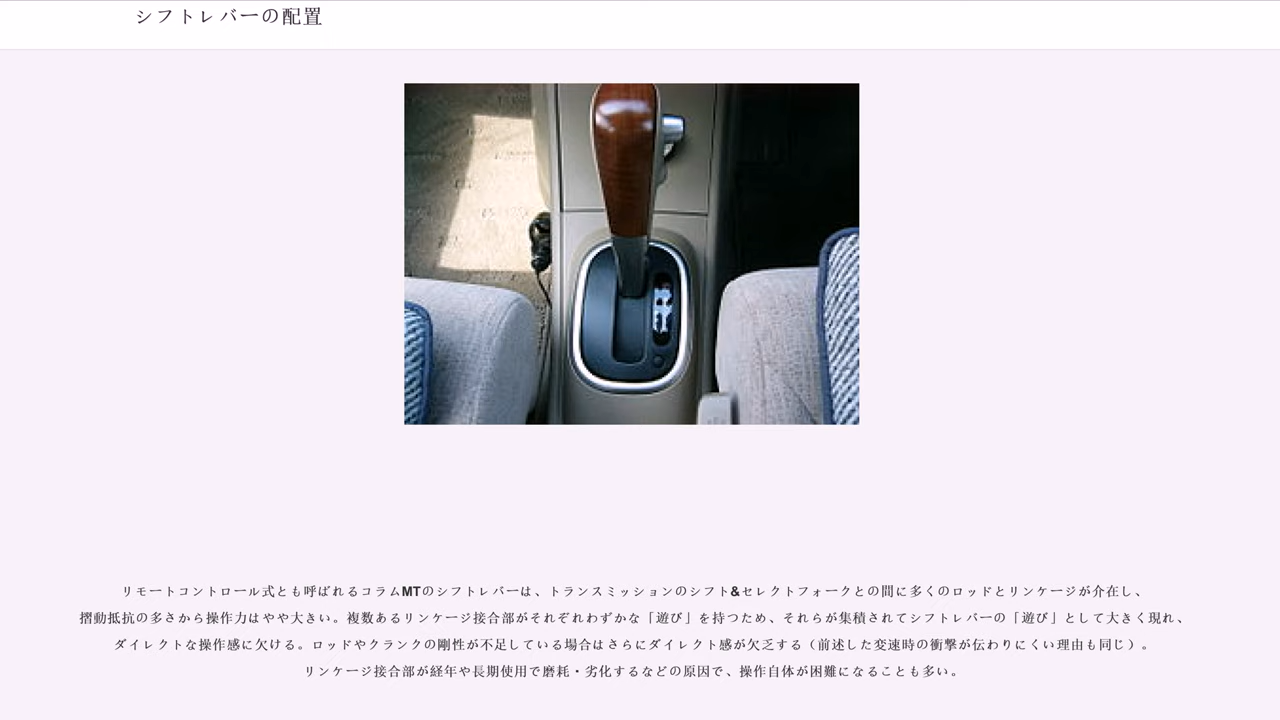 シフトレバーの配置
リモートコントロール式とも呼ばれるコラムMTのシフトレバーは、トランスミッションのシフト&セレクトフォークとの間に多くのロッドとリンケージが介在し、
摺動抵抗の多さから操作力はやや大きい。複数あるリンケージ接合部がそれぞれわずかな「遊び」を持つため、それらが集積されてシフトレバーの「遊び」として大きく現れ、
ダイレクトな操作感に欠ける。ロッドやクランクの剛性が不足している場合はさらにダイレクト感が欠乏する（前述した変速時の衝撃が伝わりにくい理由も同じ）。
リンケージ接合部が経年や長期使用で磨耗・劣化するなどの原因で、操作自体が困難になることも多い。